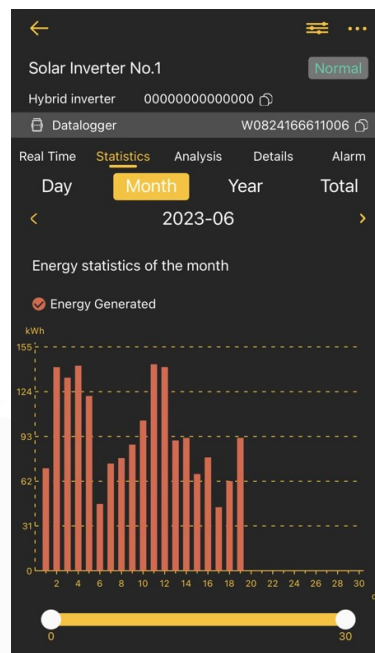 Solar Inverter No.1
Normal
Hybrid inverter 00000000000000
Datalogger W0824166611006
Real Time Statistics Analysis Details Alarm
Day Month Year Total
2023-06
Energy statistics of the month
Energy Generated
kWh
155
124
93
62
31
0
2 4 6 8 10 12 14 16 18 20 22 24 26 28 30
0 30